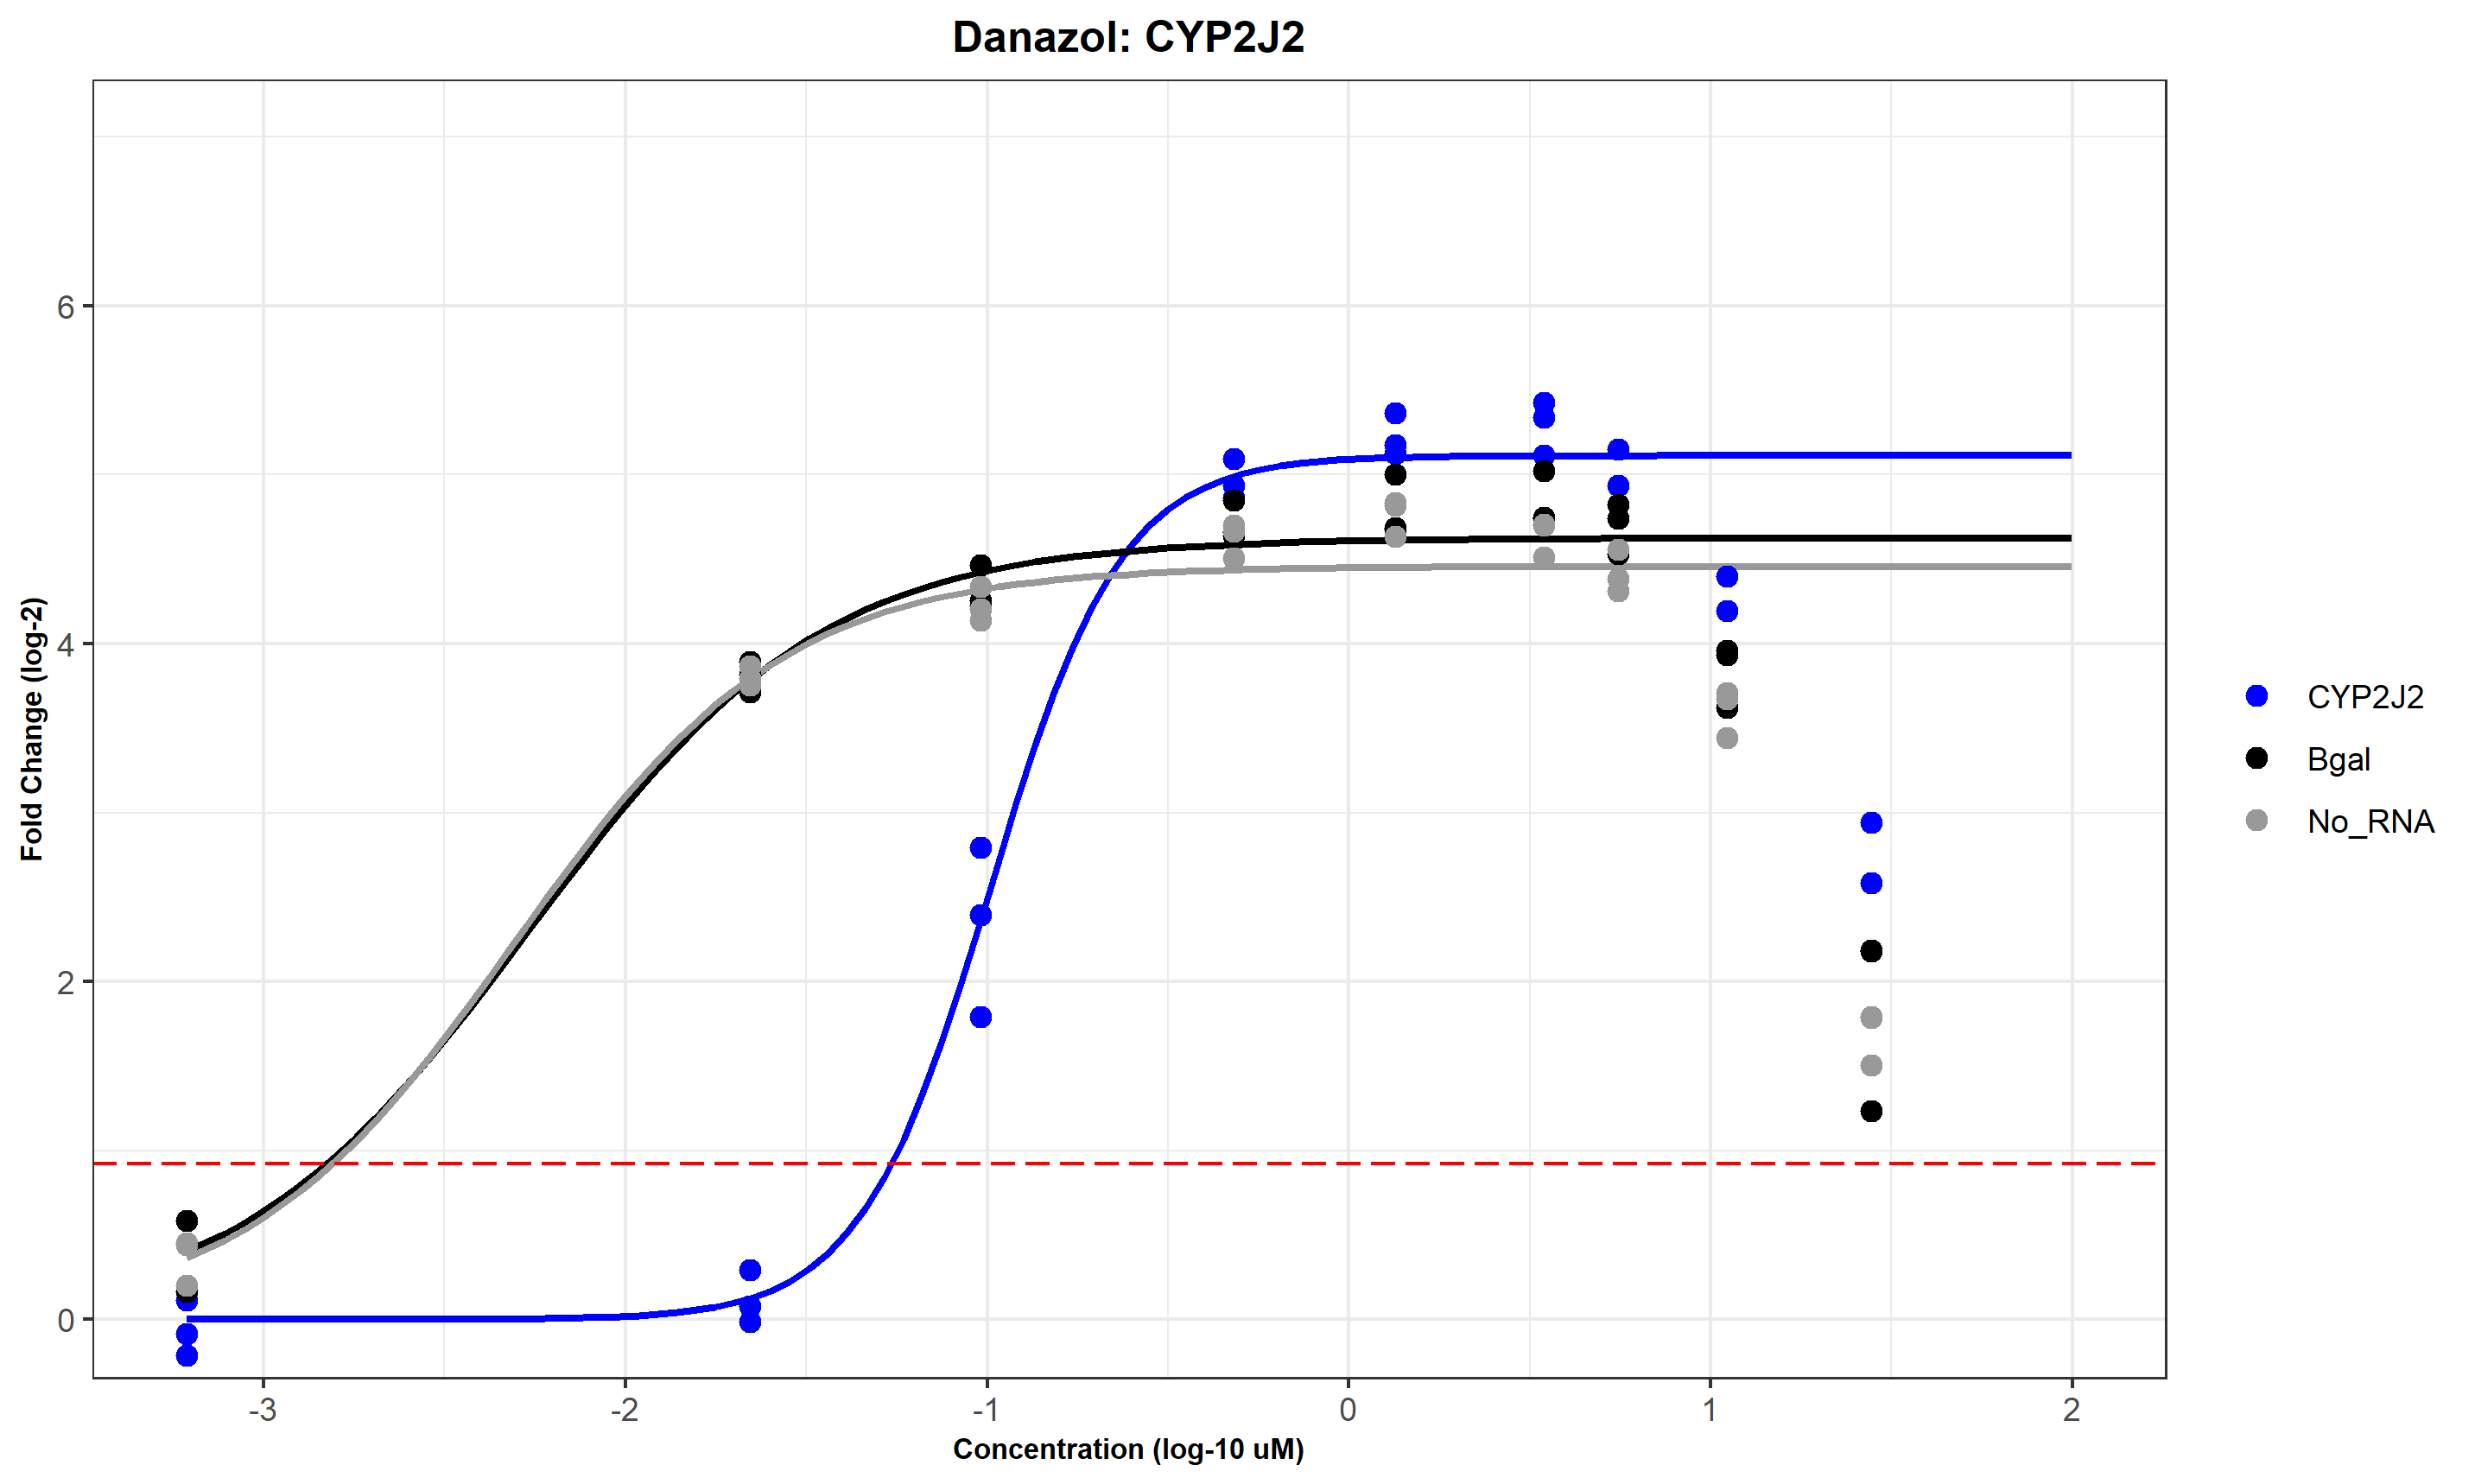 Danazol: CYP2J2
Fold Change (log-2)
6
4
2
0
-3
-2
-1
0
1
2
Concentration (log-10 uM)
CYP2J2
Bgal
No_RNA